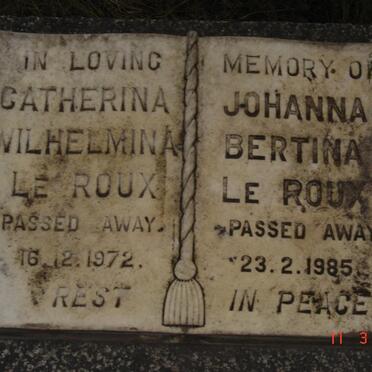 IN LOVING
CATHERINA
WILHELMINA
LE ROUX
PASSED AWAY.
16.12.1972.
REST
MEMORY OF
JOHANNA
BERTINA
LE ROUX
PASSED AWAY
23.2.1985
IN PEACE
11 3